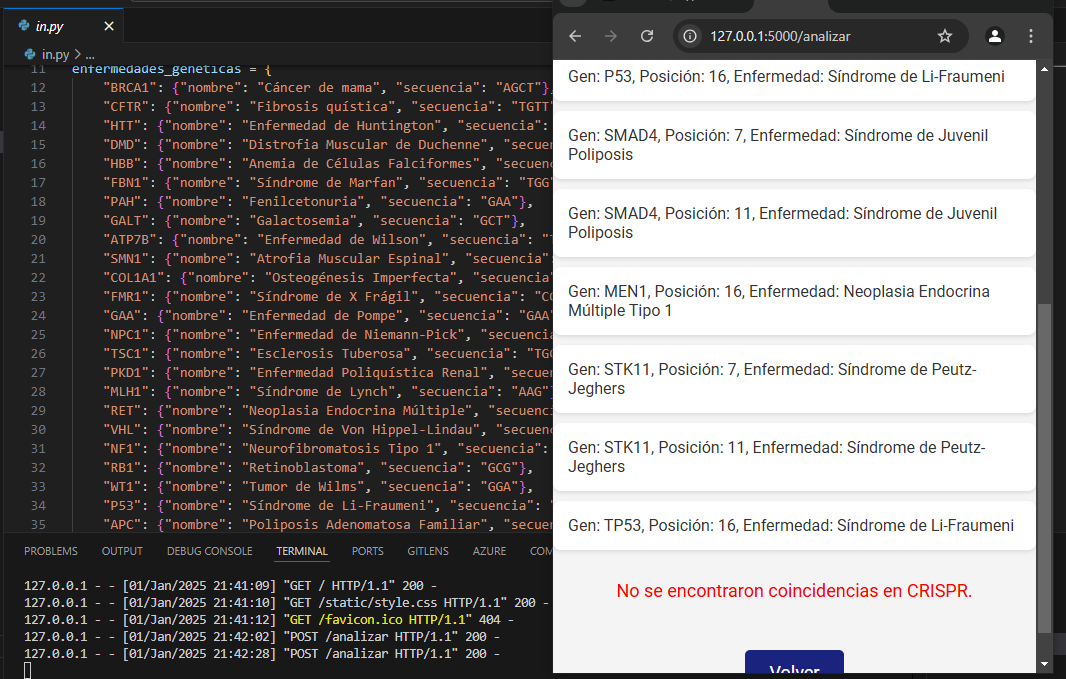 in.py
in.py > ...
11 enfermedades_geneticas = {
12 "BRCA1": {"nombre": "Cáncer de mama", "secuencia": "AGCT"},
13 "CFTR": {"nombre": "Fibrosis quística", "secuencia": "TGTT
14 "HTT": {"nombre": "Enfermedad de Huntington", "secuencia":
15 "DMD": {"nombre": "Distrofia Muscular de Duchenne", "secuen
16 "HBB": {"nombre": "Anemia de Células Falciformes", "secuenc
17 "FBN1": {"nombre": "Síndrome de Marfan", "secuencia": "TGG
18 "PAH": {"nombre": "Fenilcetonuria", "secuencia": "GAA"},
19 "GALT": {"nombre": "Galactosemia", "secuencia": "GCT"},
20 "ATP7B": {"nombre": "Enfermedad de Wilson", "secuencia": "
21 "SMN1": {"nombre": "Atrofia Muscular Espinal", "secuencia":
22 "COL1A1": {"nombre": "Osteogénesis Imperfecta", "secuencia"
23 "FMR1": {"nombre": "Síndrome de X Frágil", "secuencia": "CG
24 "GAA": {"nombre": "Enfermedad de Pompe", "secuencia": "GAA"
25 "NPC1": {"nombre": "Enfermedad de Niemann-Pick", "secuencia
26 "TSC1": {"nombre": "Esclerosis Tuberosa", "secuencia": "TGC
27 "PKD1": {"nombre": "Enfermedad Poliquística Renal", "secuen
28 "MLH1": {"nombre": "Síndrome de Lynch", "secuencia": "AAG"
29 "RET": {"nombre": "Neoplasia Endocrina Múltiple", "secuenci
30 "VHL": {"nombre": "Síndrome de Von Hippel-Lindau", "secuen
31 "NF1": {"nombre": "Neurofibromatosis Tipo 1", "secuencia":
32 "RB1": {"nombre": "Retinoblastoma", "secuencia": "GCG"},
33 "WT1": {"nombre": "Tumor de Wilms", "secuencia": "GGA"},
34 "P53": {"nombre": "Síndrome de Li-Fraumeni", "secuencia": "
35 "APC": {"nombre": "Poliposis Adenomatosa Familiar", "secuen
PROBLEMS OUTPUT DEBUG CONSOLE TERMINAL PORTS GITLENS AZURE COM
127.0.0.1 - - [01/Jan/2025 21:41:09] "GET / HTTP/1.1" 200 -
127.0.0.1 - - [01/Jan/2025 21:41:10] "GET /static/style.css HTTP/1.1" 200 -
127.0.0.1 - - [01/Jan/2025 21:41:12] "GET /favicon.ico HTTP/1.1" 404 -
127.0.0.1 - - [01/Jan/2025 21:42:02] "POST /analizar HTTP/1.1" 200 -
127.0.0.1 - - [01/Jan/2025 21:42:28] "POST /analizar HTTP/1.1" 200 -
127.0.0.1:5000/analizar
Gen: P53, Posición: 16, Enfermedad: Síndrome de Li-Fraumeni
Gen: SMAD4, Posición: 7, Enfermedad: Síndrome de Juvenil
Poliposis
Gen: SMAD4, Posición: 11, Enfermedad: Síndrome de Juvenil
Poliposis
Gen: MEN1, Posición: 16, Enfermedad: Neoplasia Endocrina
Múltiple Tipo 1
Gen: STK11, Posición: 7, Enfermedad: Síndrome de Peutz-
Jeghers
Gen: STK11, Posición: 11, Enfermedad: Síndrome de Peutz-
Jeghers
Gen: TP53, Posición: 16, Enfermedad: Síndrome de Li-Fraumeni
No se encontraron coincidencias en CRISPR.
Volver